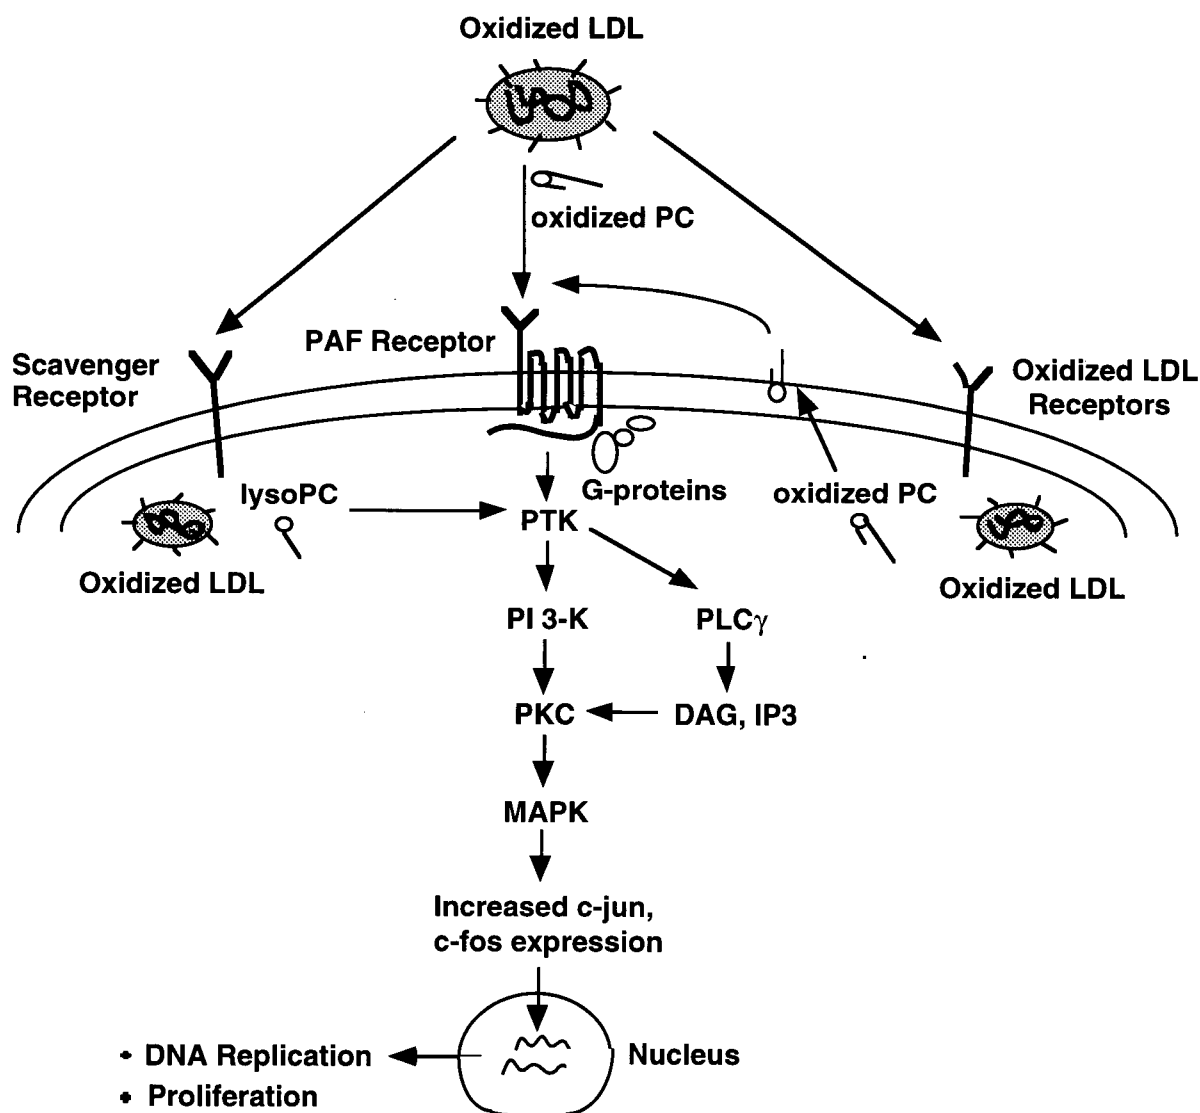 Oxidized LDL
oxidized PC
PAF Receptor
Scavenger
Receptor
Oxidized LDL
Receptors
lysoPC
G-proteins
oxidized PC
PTK
Oxidized LDL
Oxidized LDL
PI 3-K
PLCγ
PKC
DAG, IP3
MAPK
Increased c-jun,
c-fos expression
Nucleus
• DNA Replication
• Proliferation